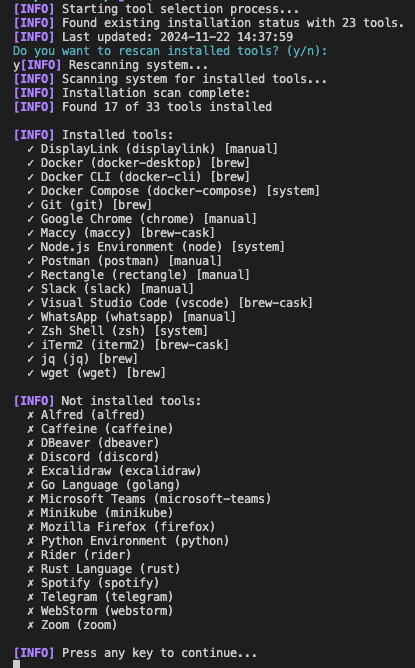 [INFO] Starting tool selection process...
[INFO] Found existing installation status with 23 tools.
[INFO] Last updated: 2024-11-22 14:37:59
Do you want to rescan installed tools? (y/n):
y[INFO] Rescanning system...
[INFO] Scanning system for installed tools...
[INFO] Installation scan complete:
[INFO] Found 17 of 33 tools installed
[INFO] Installed tools:
✓ DisplayLink (displaylink) [manual]
✓ Docker (docker-desktop) [brew]
✓ Docker CLI (docker-cli) [brew]
✓ Docker Compose (docker-compose) [system]
✓ Git (git) [brew]
✓ Google Chrome (chrome) [manual]
✓ Maccy (maccy) [brew-cask]
✓ Node.js Environment (node) [system]
✓ Postman (postman) [manual]
✓ Rectangle (rectangle) [manual]
✓ Slack (slack) [manual]
✓ Visual Studio Code (vscode) [brew-cask]
✓ WhatsApp (whatsapp) [manual]
✓ Zsh Shell (zsh) [system]
✓ iTerm2 (iterm2) [brew-cask]
✓ jq (jq) [brew]
✓ wget (wget) [brew]
[INFO] Not installed tools:
✗ Alfred (alfred)
✗ Caffeine (caffeine)
✗ DBeaver (dbeaver)
✗ Discord (discord)
✗ Excalidraw (excalidraw)
✗ Go Language (golang)
✗ Microsoft Teams (microsoft-teams)
✗ Minikube (minikube)
✗ Mozilla Firefox (firefox)
✗ Python Environment (python)
✗ Rider (rider)
✗ Rust Language (rust)
✗ Spotify (spotify)
✗ Telegram (telegram)
✗ WebStorm (webstorm)
✗ Zoom (zoom)
[INFO] Press any key to continue...